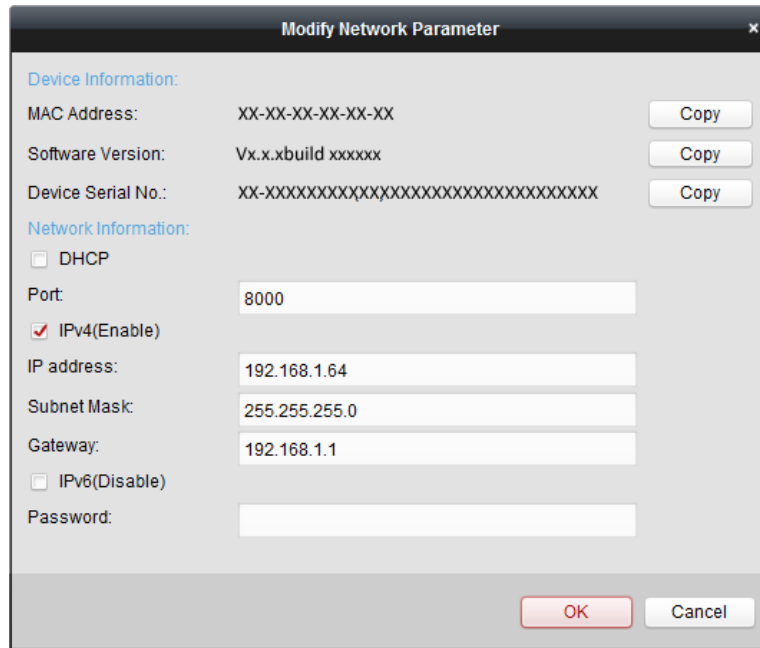 Modify Network Parameter ×
Device Information:
MAC Address: XX-XX-XX-XX-XX-XX Copy
Software Version: Vx.x.xbuild xxxxxx Copy
Device Serial No.: XX-XXXXXXXXXXXXXXXXXXXXXXXXXXXXXXX Copy
Network Information:
DHCP
Port: 8000
IPv4(Enable)
IP address: 192.168.1.64
Subnet Mask: 255.255.255.0
Gateway: 192.168.1.1
IPv6(Disable)
Password:
OK Cancel